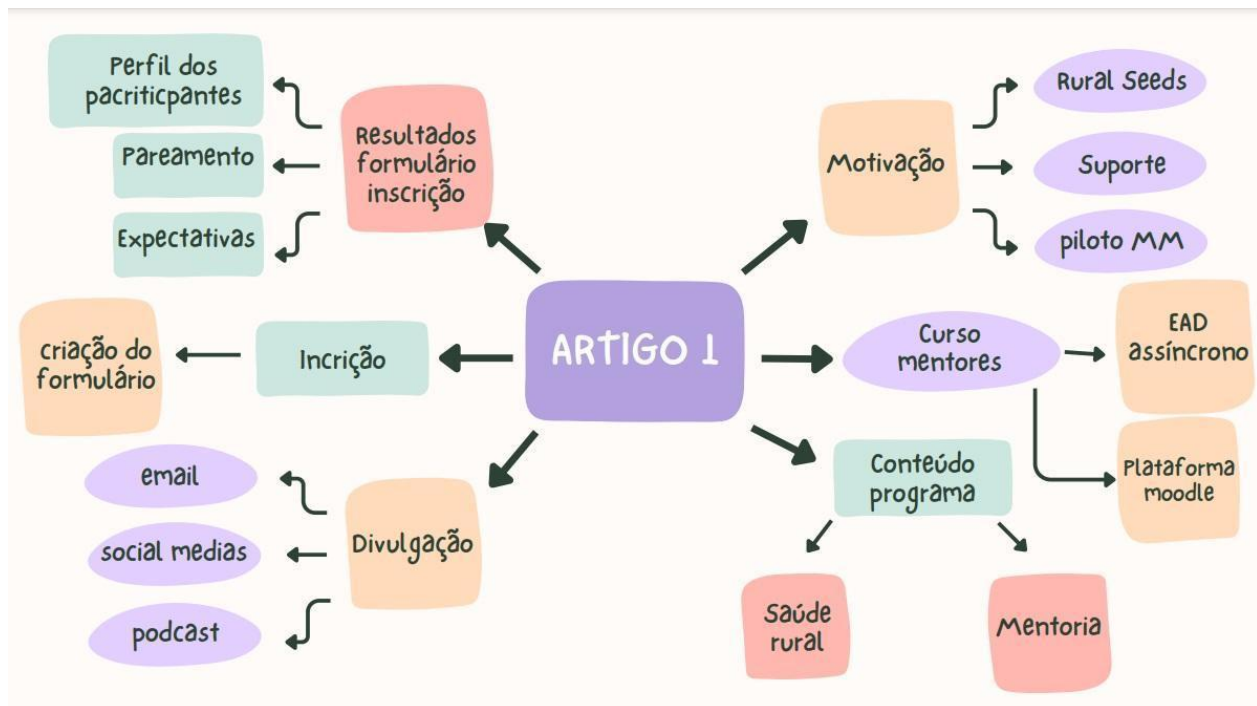 Perfil dos
pacriticpantes
Pareamento
Expectativas
Resultados
formulário
inscrição
Motivação
Rural Seeds
Suporte
piloto MM
criação do
formulário
Incrição
ARTIGO 1
Curso
mentores
EAD
assíncrono
Plataforma
moodle
email
social medias
podcast
Divulgação
Conteúdo
programa
Saúde
rural
Mentoria